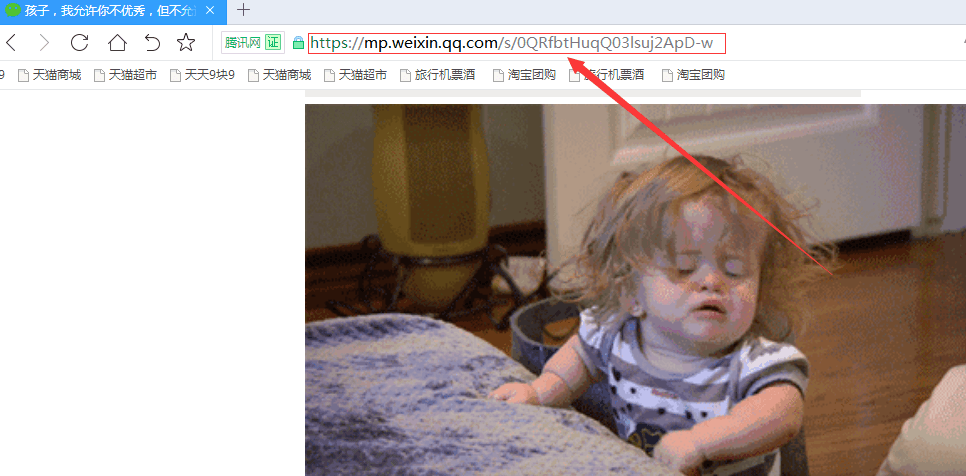 孩子，我允许你不优秀，但不允
腾讯网 证 https://mp.weixin.qq.com/s/0QRfbtHuqQ03lsuj2ApD-w
9 天猫商城 天猫超市 天天9块9 天猫商城 天猫超市 旅行机票酒 淘宝团购 旅行机票酒 淘宝团购